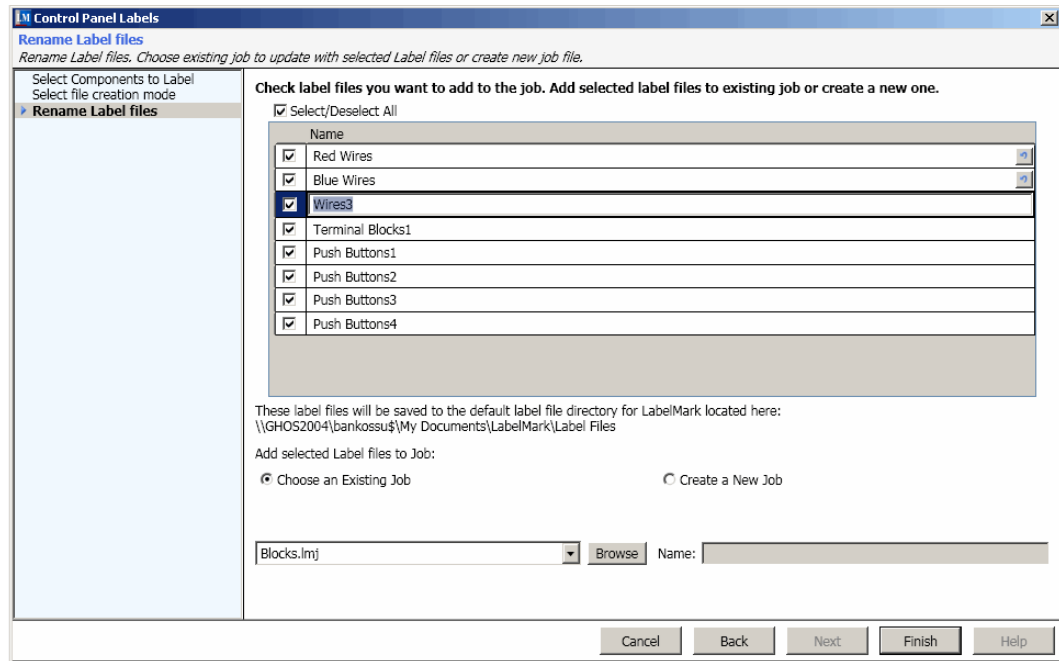 LM Control Panel Labels
Rename Label files
Rename Label files. Choose existing job to update with selected Label files or create new job file.
Select Components to Label
Select file creation mode
Rename Label files
Check label files you want to add to the job. Add selected label files to existing job or create a new one.
Select/Deselect All
Name
Red Wires
Blue Wires
Wires3
Terminal Blocks1
Push Buttons1
Push Buttons2
Push Buttons3
Push Buttons4
These label files will be saved to the default label file directory for LabelMark located here:
\\GHOS2004\bankossu$\My Documents\LabelMark\Label Files
Add selected Label files to Job:
Choose an Existing Job Create a New Job
Blocks.lmj Browse Name:
Cancel Back Next Finish Help